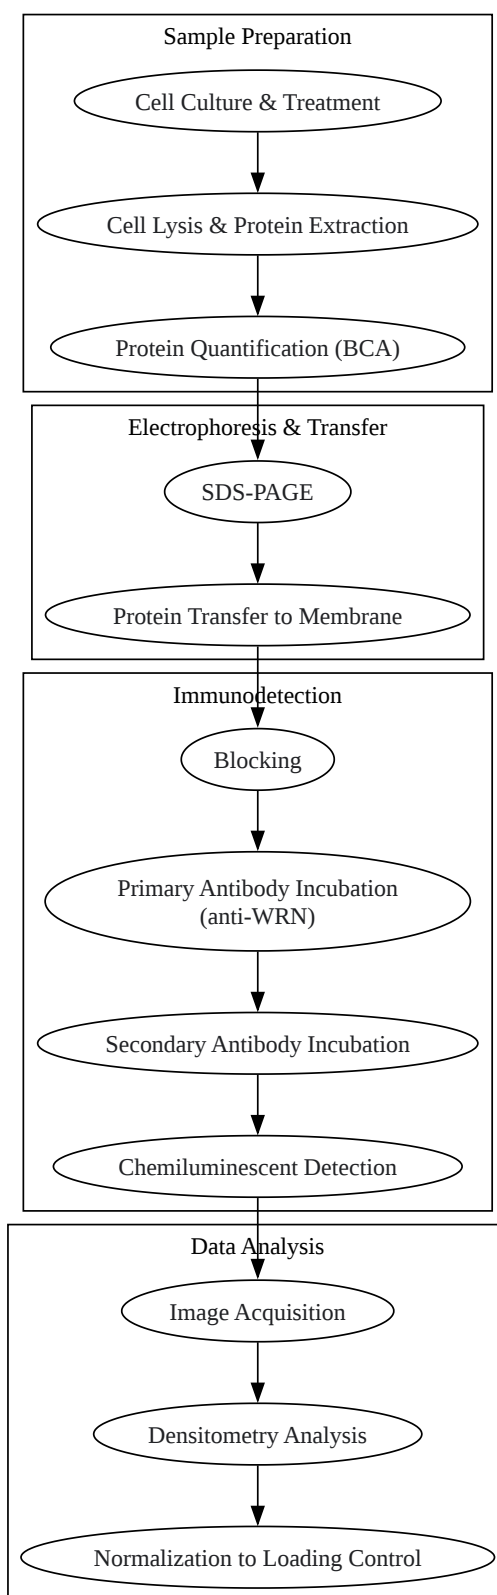 Sample Preparation
Cell Culture & Treatment
Cell Lysis & Protein Extraction
Protein Quantification (BCA)
Electrophoresis & Transfer
SDS-PAGE
Protein Transfer to Membrane
Immunodetection
Blocking
Primary Antibody Incubation
(anti-WRN)
Secondary Antibody Incubation
Chemiluminescent Detection
Data Analysis
Image Acquisition
Densitometry Analysis
Normalization to Loading Control